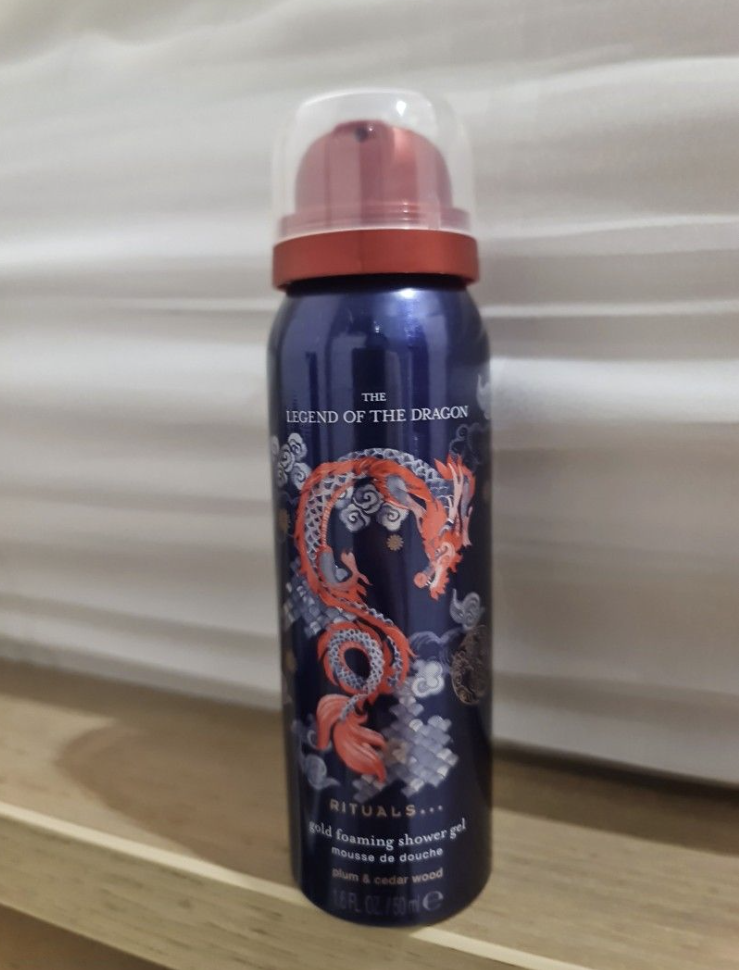 THE
LEGEND OF THE DRAGON
RITUALS...
gold foaming shower gel
mousse de douche
plum & cedar wood
1.6 FL. OZ. / 50 ml ℮